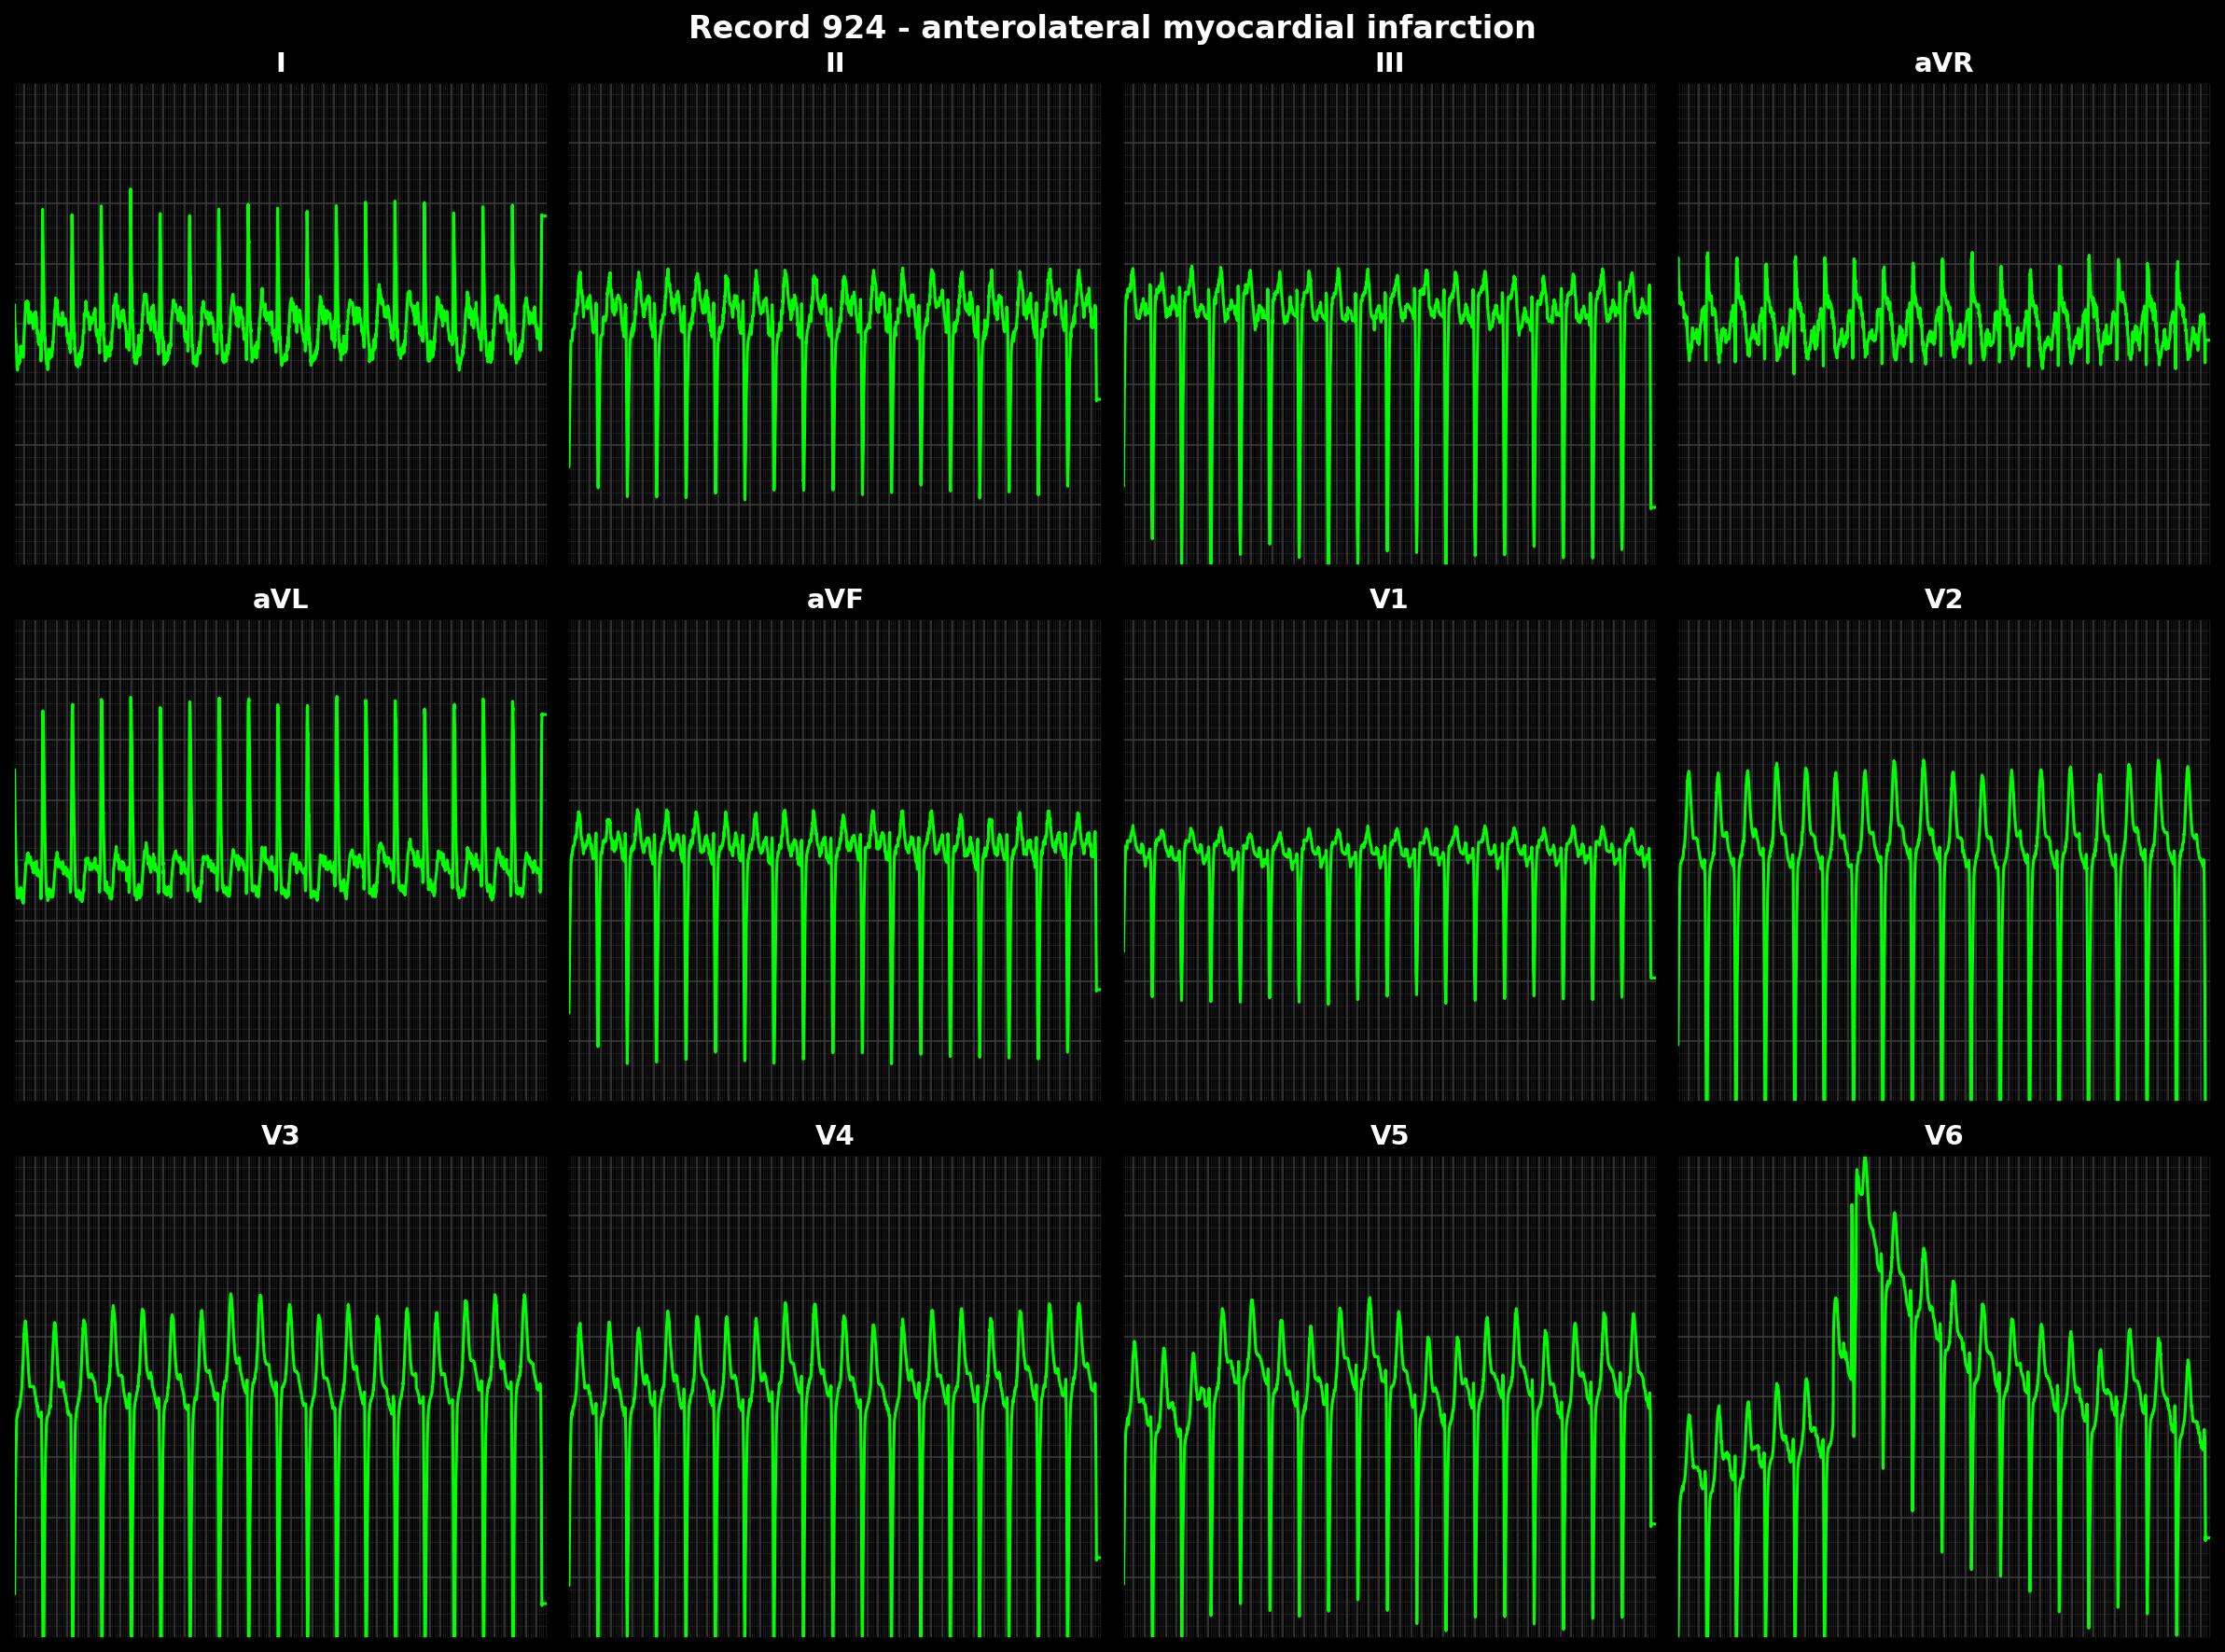 Record 924 - anterolateral myocardial infarction
I
II
III
aVR
aVL
aVF
V1
V2
V3
V4
V5
V6